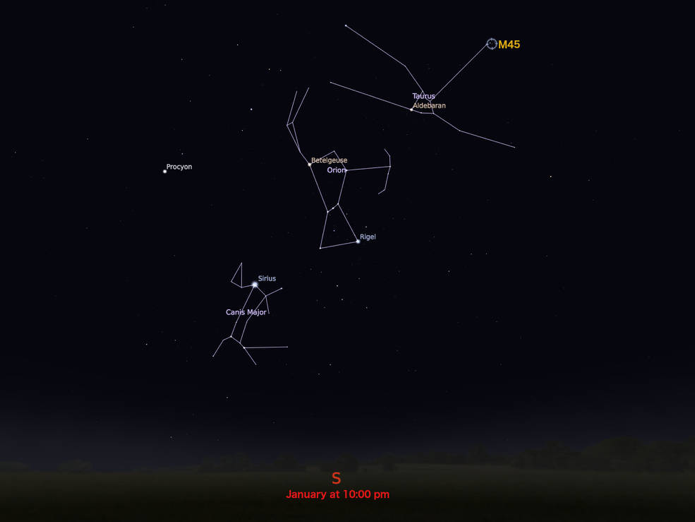 M45
Taurus
Aldebaran
Betelgeuse
Procyon
Orion
Rigel
Sirius
Canis Major
S
January at 10:00 pm